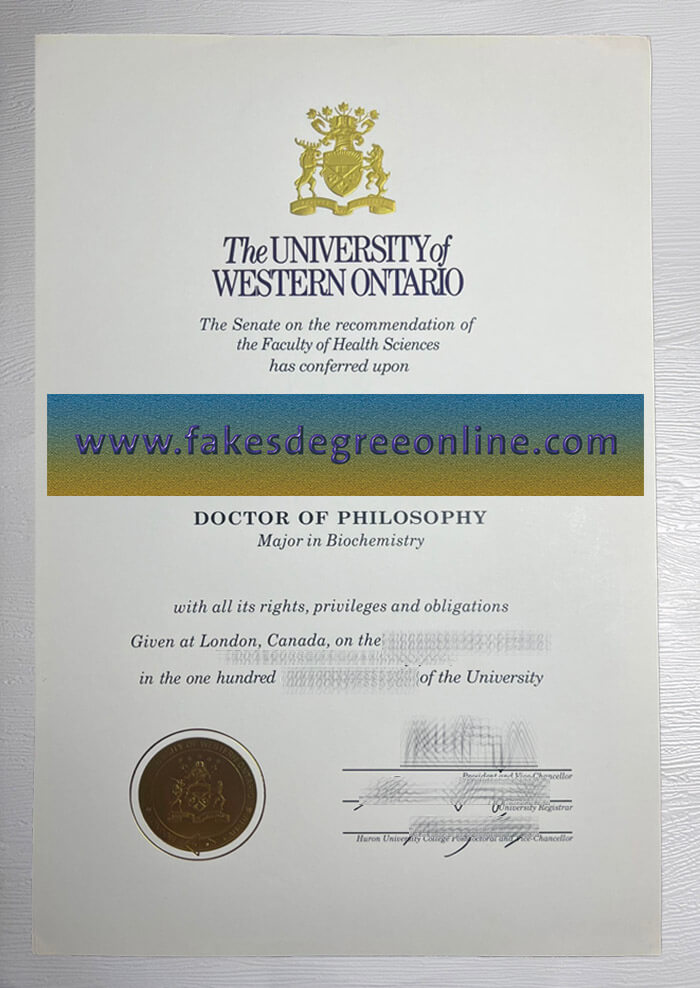 The UNIVERSITY of
WESTERN ONTARIO
The Senate on the recommendation of
the Faculty of Health Sciences
has conferred upon
www.fakesdegreeonline.com
DOCTOR OF PHILOSOPHY
Major in Biochemistry
with all its rights, privileges and obligations
Given at London, Canada, on the
in the one hundred of the University
President and Vice-Chancellor
University Registrar
Huron University College and Vice-Chancellor